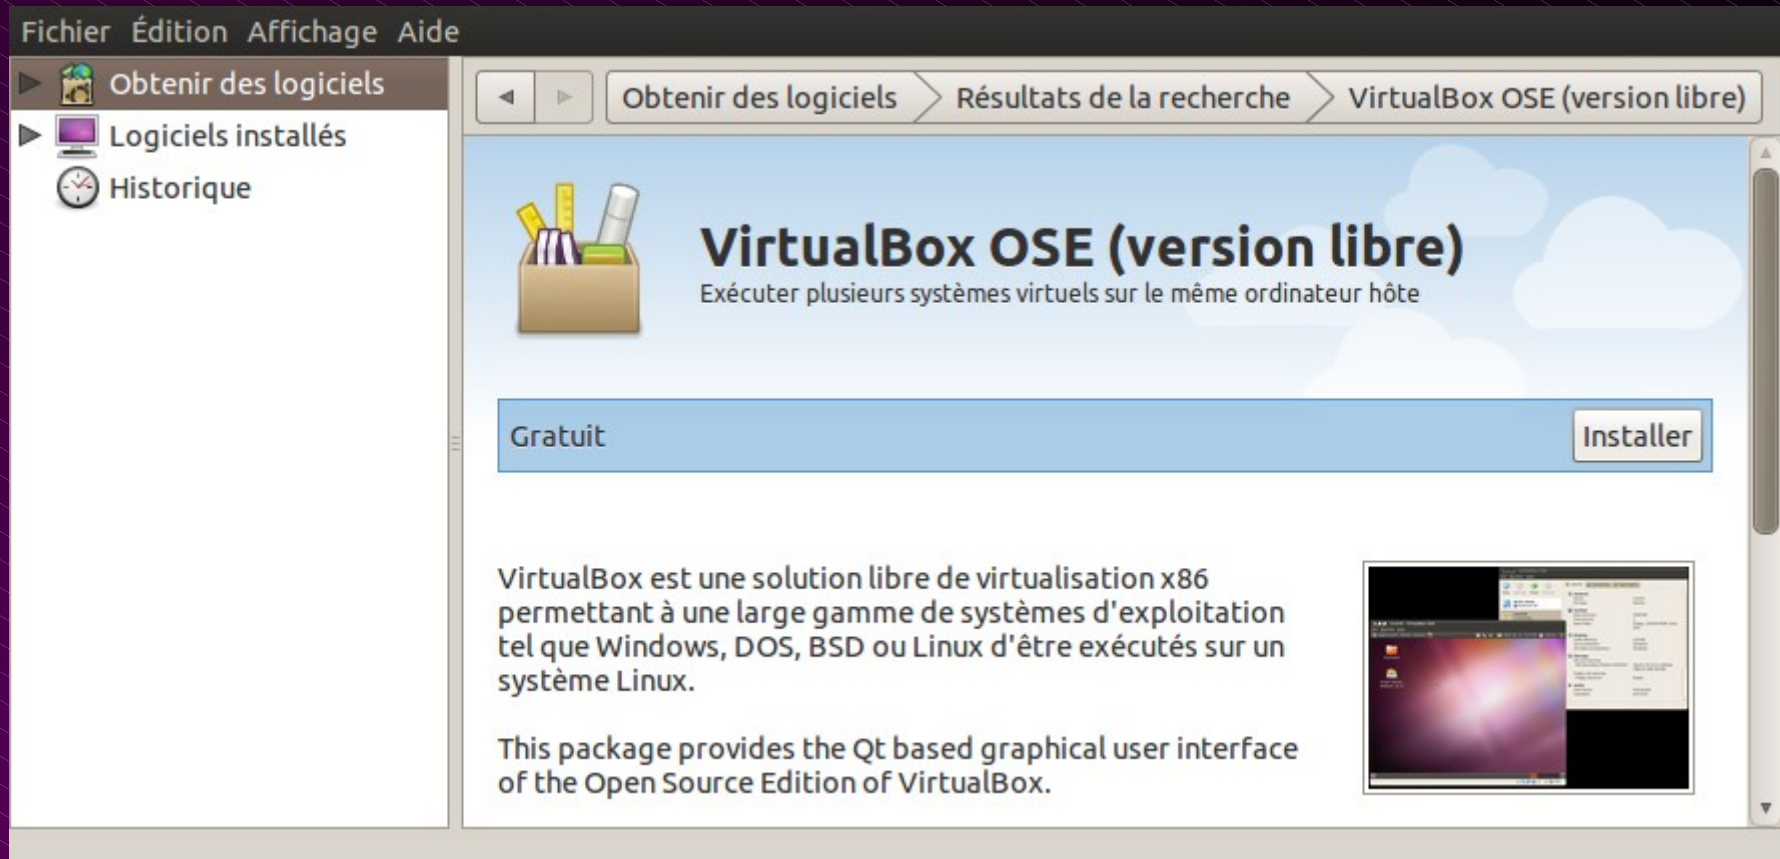 Fichier Édition Affichage Aide
Obtenir des logiciels
Logiciels installés
Historique
Obtenir des logiciels
Résultats de la recherche
VirtualBox OSE (version libre)
VirtualBox OSE (version libre)
Exécuter plusieurs systèmes virtuels sur le même ordinateur hôte
Gratuit
Installer
VirtualBox est une solution libre de virtualisation x86
permettant à une large gamme de systèmes d'exploitation
tel que Windows, DOS, BSD ou Linux d'être exécutés sur un
système Linux.
This package provides the Qt based graphical user interface
of the Open Source Edition of VirtualBox.